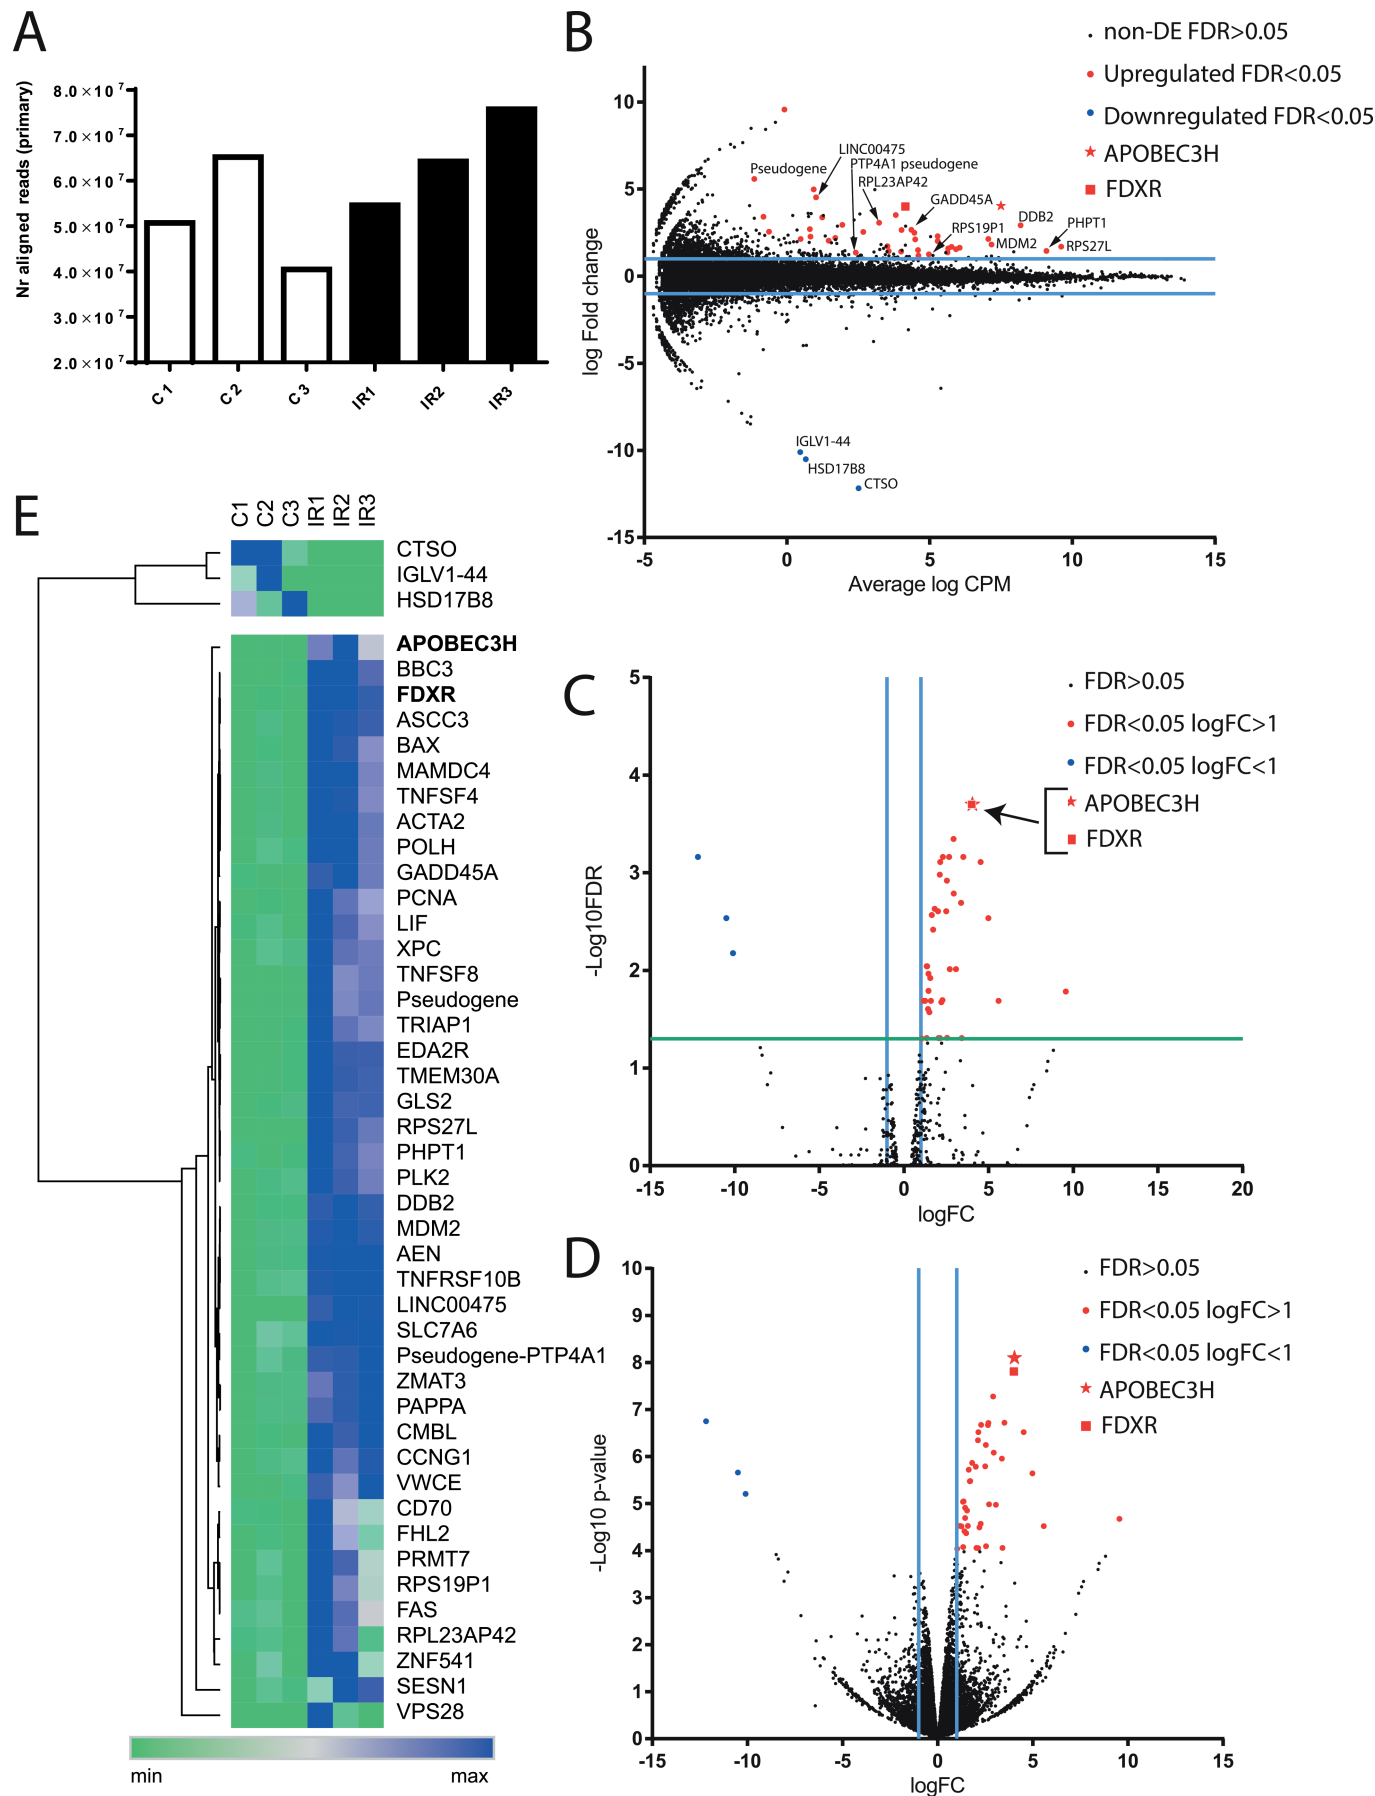 A
Nr aligned reads (primary)
8.0×10⁷
7.0×10⁷
6.0×10⁷
5.0×10⁷
4.0×10⁷
3.0×10⁷
2.0×10⁷
C1
C2
C3
IR1
IR2
IR3
B
non-DE FDR>0.05
Upregulated FDR<0.05
Downregulated FDR<0.05
APOBEC3H
FDXR
log Fold change
10
5
0
-5
-10
-15
LINC00475
Pseudogene
PTP4A1 pseudogene
RPL23AP42
GADD45A
RPS19P1
DDB2
PHPT1
MDM2
RPS27L
IGLV1-44
HSD17B8
CTSO
-5
0
5
10
15
Average log CPM
C
FDR>0.05
FDR<0.05 logFC>1
FDR<0.05 logFC<1
APOBEC3H
FDXR
-Log10FDR
5
4
3
2
1
0
-15
-10
-5
0
5
10
15
20
logFC
D
FDR>0.05
FDR<0.05 logFC>1
FDR<0.05 logFC<1
APOBEC3H
FDXR
-Log10 p-value
10
9
8
7
6
5
4
3
2
1
0
-15
-10
-5
0
5
10
15
logFC
E
C1
C2
C3
IR1
IR2
IR3
CTSO
IGLV1-44
HSD17B8
APOBEC3H
BBC3
FDXR
ASCC3
BAX
MAMDC4
TNFSF4
ACTA2
POLH
GADD45A
PCNA
LIF
XPC
TNFSF8
Pseudogene
TRIAP1
EDA2R
TMEM30A
GLS2
RPS27L
PHPT1
PLK2
DDB2
MDM2
AEN
TNFRSF10B
LINC00475
SLC7A6
Pseudogene-PTP4A1
ZMAT3
PAPPA
CMBL
CCNG1
VWCE
CD70
FHL2
PRMT7
RPS19P1
FAS
RPL23AP42
ZNF541
SESN1
VPS28
min
max